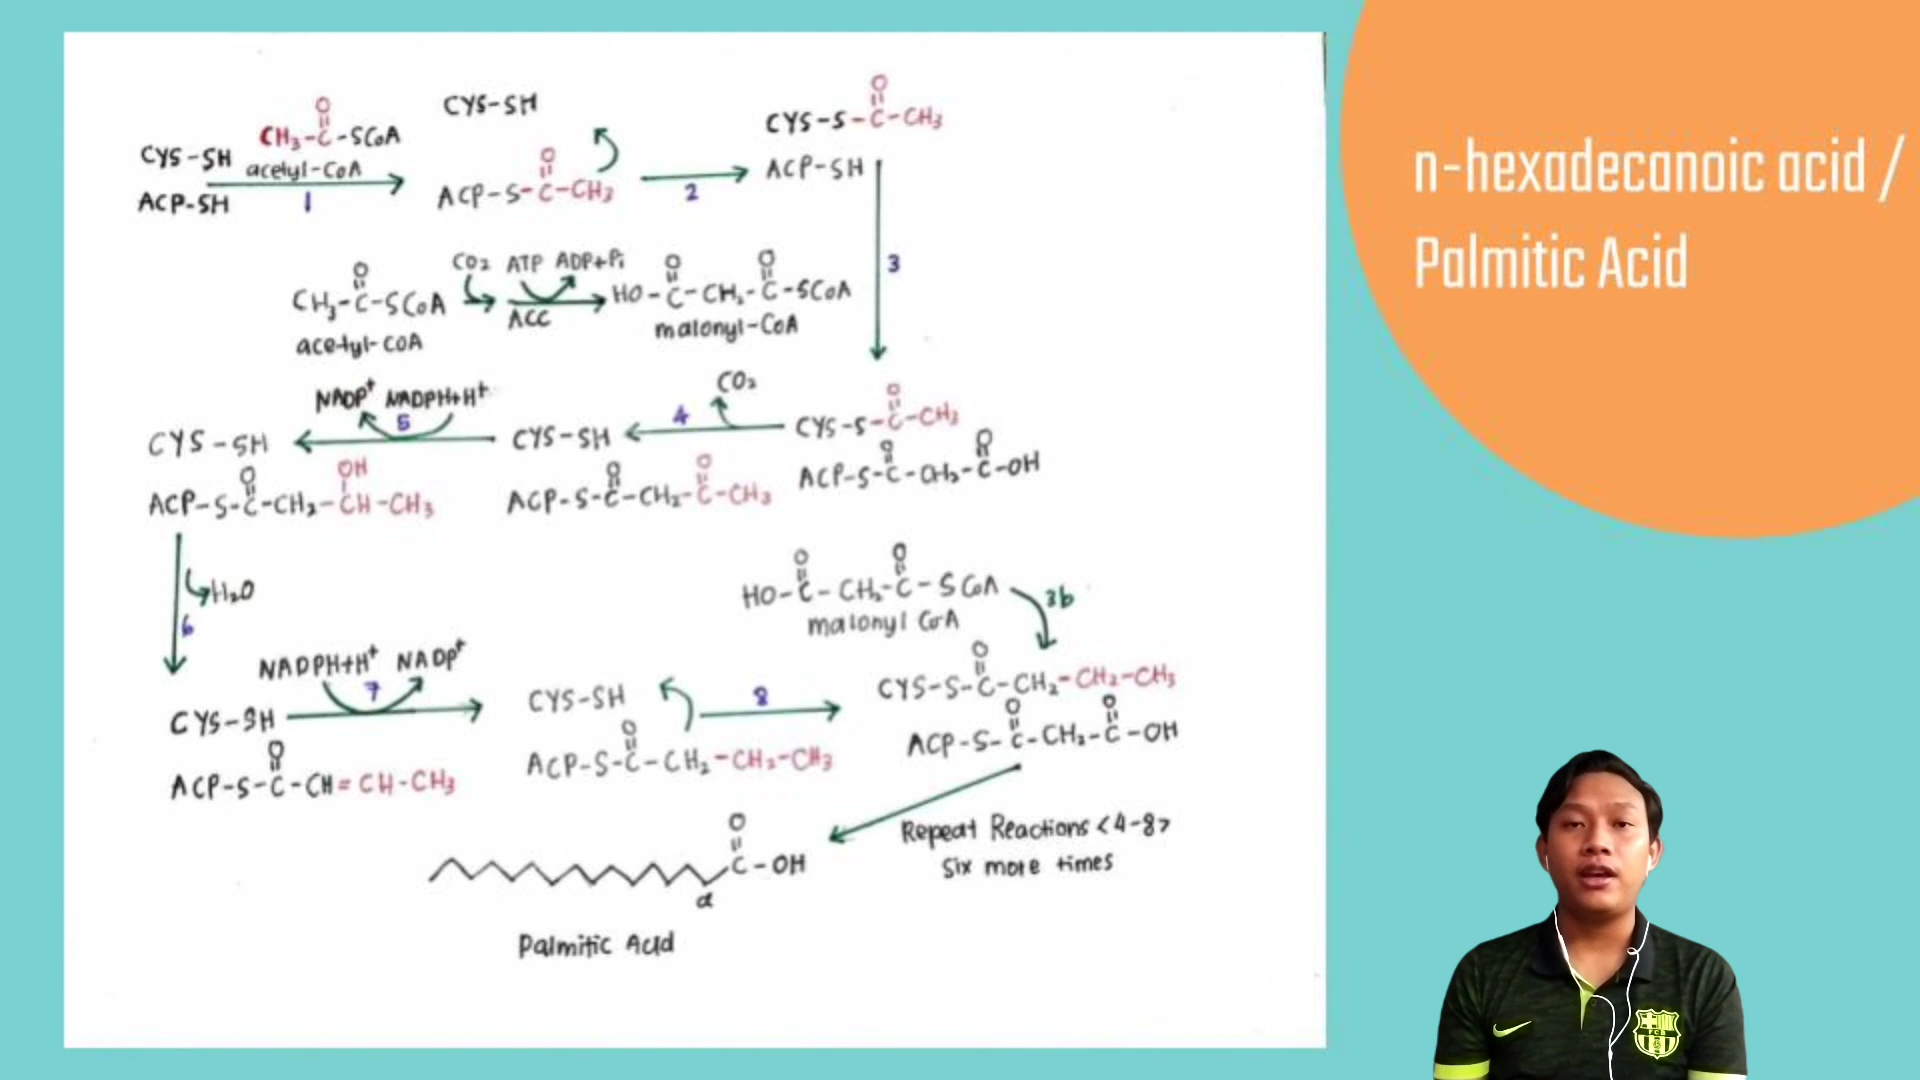 n-hexadecanoic acid /
Palmitic Acid
CYS-SH
ACP-SH
O
CH₃-C-SCoA
acetyl-CoA
1
CYS-SH
O
ACP-S-C-CH₃
2
O
CYS-S-C-CH₃
ACP-SH
3
O
CH₃-C-SCoA
acetyl-COA
CO₂ ATP ADP+Pi
ACC
O O
HO-C-CH₂-C-SCoA
malonyl-CoA
O
CYS-S-C-CH₃
O O
ACP-S-C-CH₂-C-OH
CO₂
4
CYS-SH
O O
ACP-S-C-CH₂-C-CH₃
NADP⁺ NADPH+H⁺
5
CYS-SH
O OH
ACP-S-C-CH₂-CH-CH₃
H₂O
6
CYS-SH
O
ACP-S-C-CH=CH-CH₃
NADPH+H⁺ NADP⁺
7
CYS-SH
O
ACP-S-C-CH₂-CH₂-CH₃
8
O O
HO-C-CH₂-C-SCoA
malonyl CoA
3b
O
CYS-S-C-CH₂-CH₂-CH₃
O O
ACP-S-C-CH₂-C-OH
Repeat Reactions <4-8>
Six more times
O
C-OH
α
Palmitic Acid
FCB